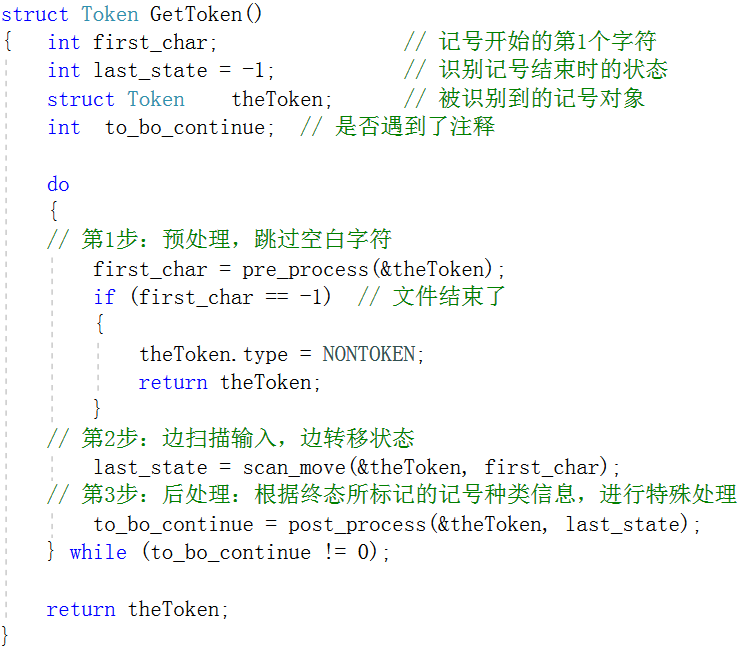 struct Token GetToken()
{   int first_char;                // 记号开始的第1个字符
    int last_state = -1;           // 识别记号结束时的状态
    struct Token    theToken;      // 被识别到的记号对象
    int  to_bo_continue;  // 是否遇到了注释
    do
    {
    // 第1步：预处理，跳过空白字符
        first_char = pre_process(&theToken);
        if (first_char == -1)  // 文件结束了
        {
            theToken.type = NONTOKEN;
            return theToken;
        }
    // 第2步：边扫描输入，边转移状态
        last_state = scan_move(&theToken, first_char);
    // 第3步：后处理：根据终态所标记的记号种类信息，进行特殊处理
        to_bo_continue = post_process(&theToken, last_state);
    } while (to_bo_continue != 0);
    return theToken;
}